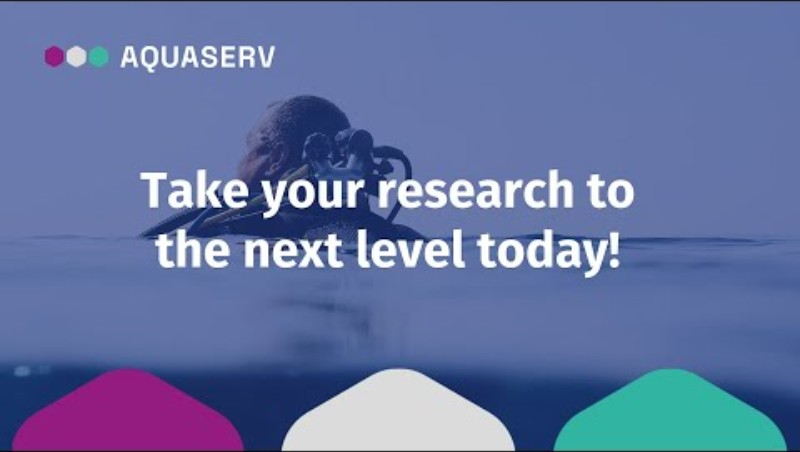 AQUASERV
Take your research to
the next level today!